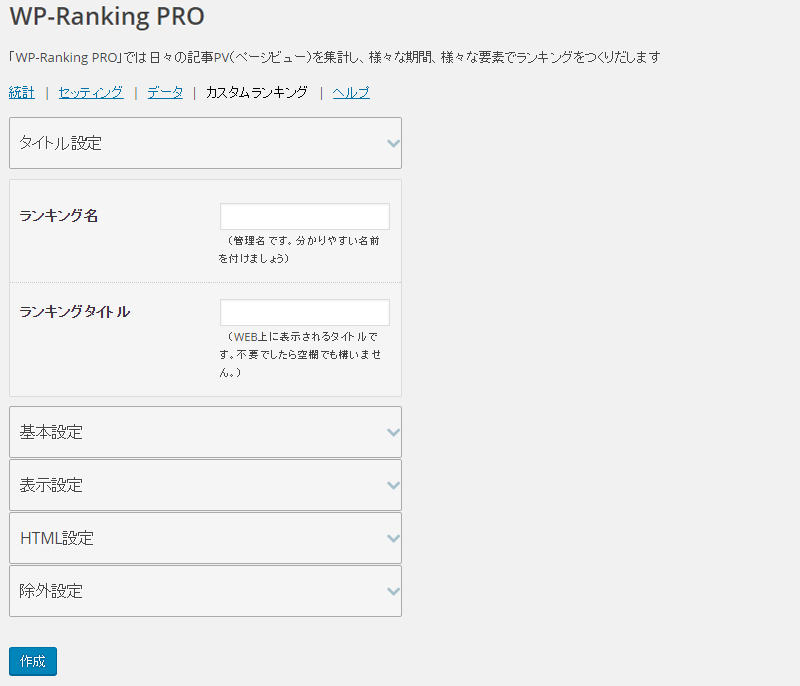 WP-Ranking PRO
「WP-Ranking PRO」では日々の記事PV(ページビュー)を集計し、様々な期間、様々な要素でランキングをつくりだします
統計 | セッティング | データ | カスタムランキング | ヘルプ
タイトル設定
ランキング名
(管理名です。分かりやすい名前
を付けましょう)
ランキングタイトル
(WEB上に表示されるタイトルで
す。不要でしたら空欄でも構いませ
ん。)
基本設定
表示設定
HTML設定
除外設定
作成